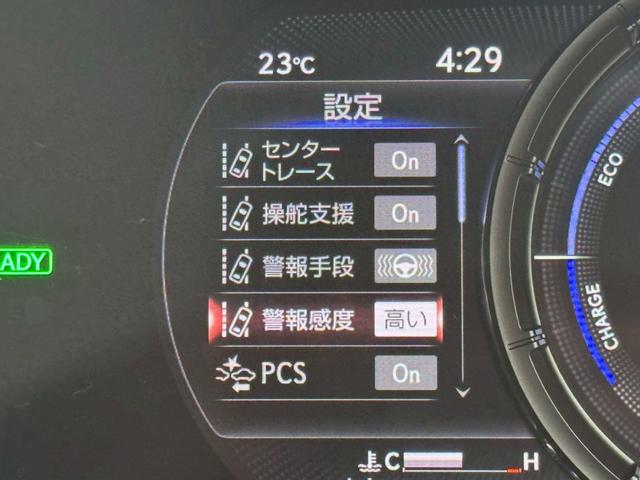 23℃
4:29
設定
センター
トレース
On
操舵支援
On
警報手段
警報感度
高い
PCS
On
ADY
ECO
CHARGE
C
H